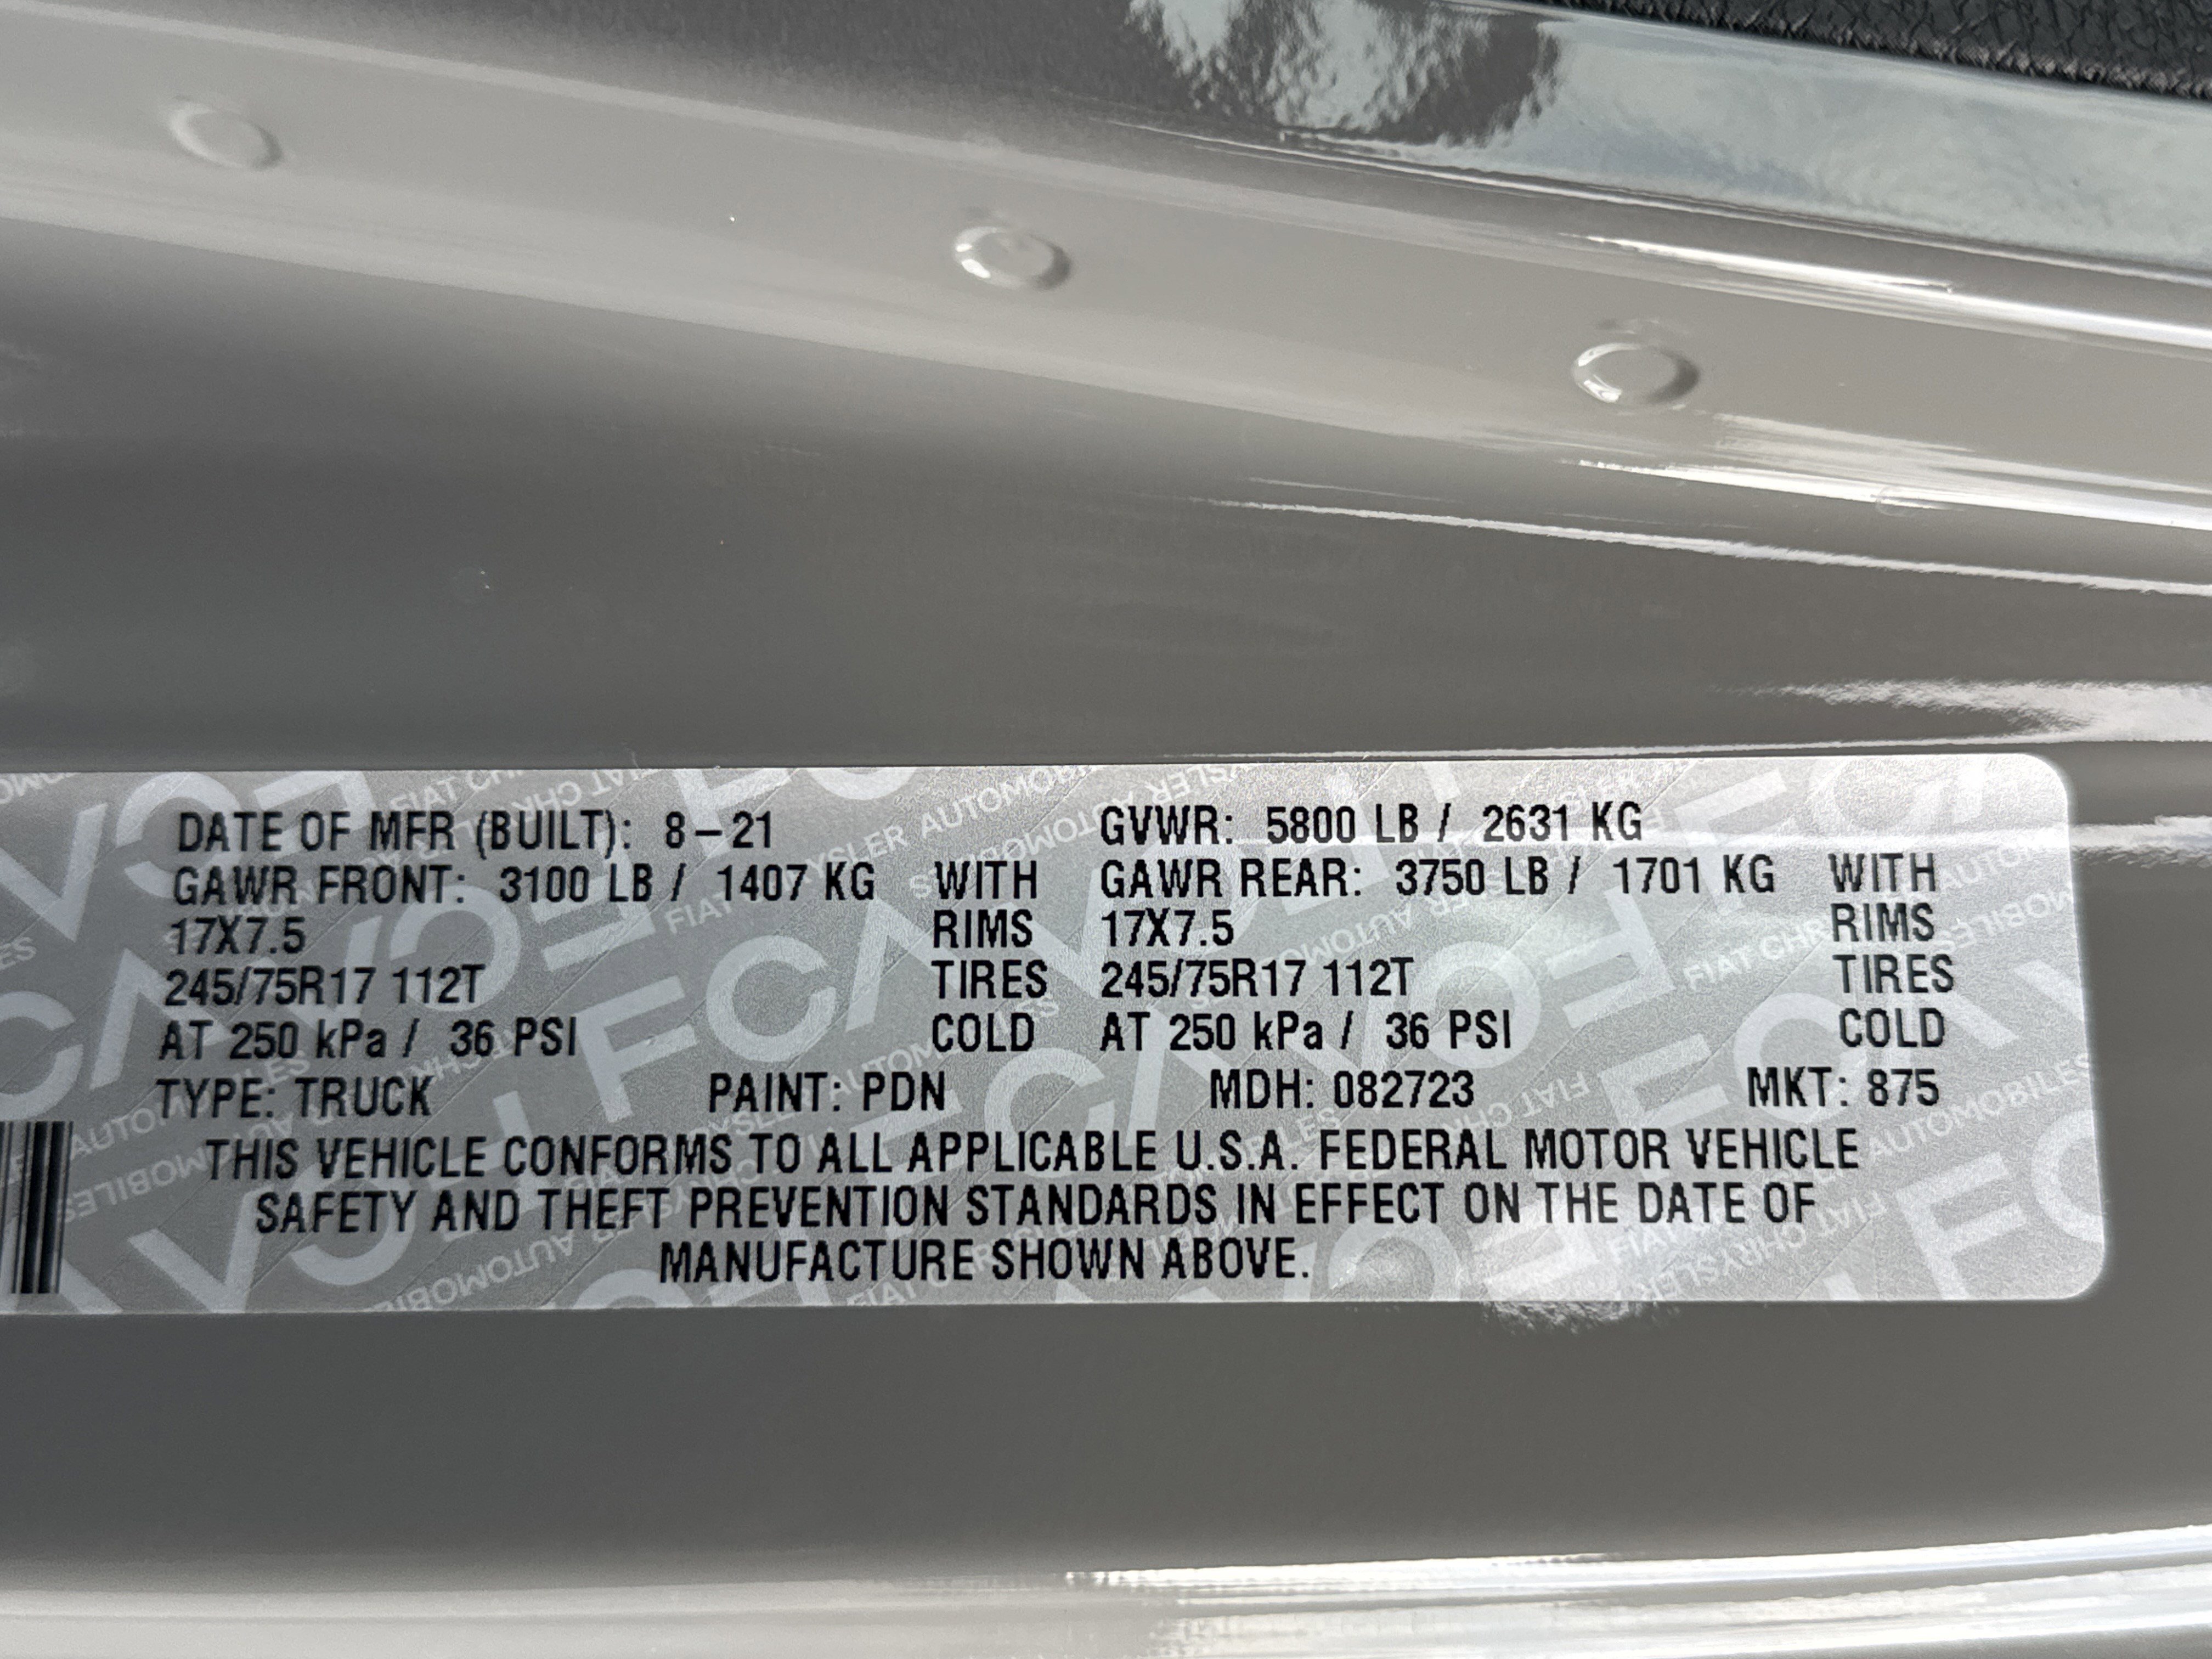 DATE OF MFR (BUILT): 8-21 GVWR: 5800 LB / 2631 KG
GAWR FRONT: 3100 LB / 1407 KG WITH GAWR REAR: 3750 LB / 1701 KG WITH
17X7.5 RIMS 17X7.5 RIMS
245/75R17 112T TIRES 245/75R17 112T TIRES
AT 250 kPa / 36 PSI COLD AT 250 kPa / 36 PSI COLD
TYPE: TRUCK PAINT: PDN MDH: 082723 MKT: 875
THIS VEHICLE CONFORMS TO ALL APPLICABLE U.S.A. FEDERAL MOTOR VEHICLE
SAFETY AND THEFT PREVENTION STANDARDS IN EFFECT ON THE DATE OF
MANUFACTURE SHOWN ABOVE.